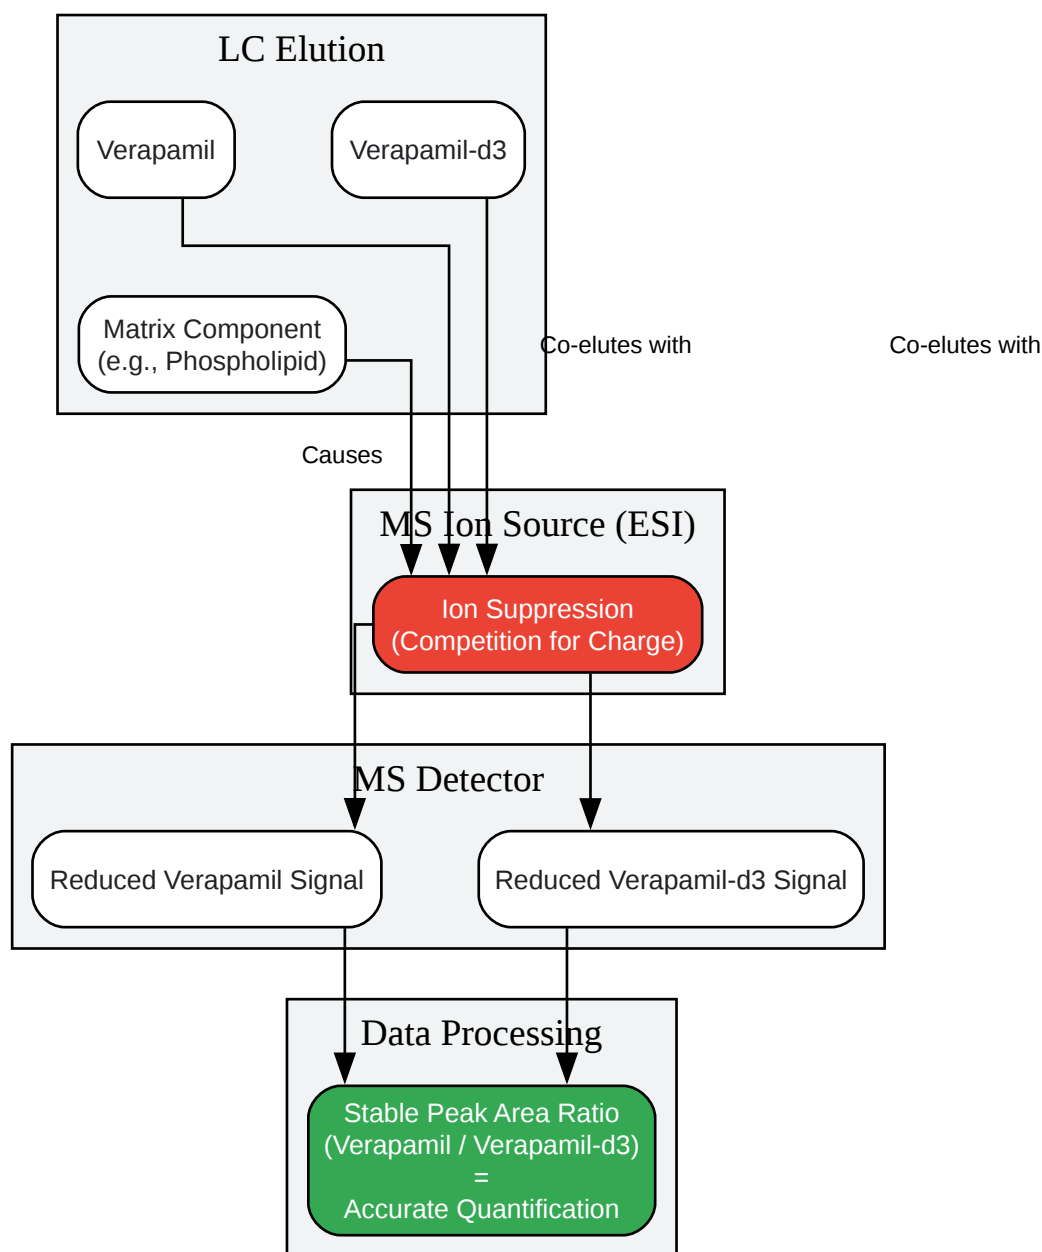 LC Elution
Verapamil
Verapamil-d3
Matrix Component
(e.g., Phospholipid)
Co-elutes with
Co-elutes with
Causes
MS Ion Source (ESI)
Ion Suppression
(Competition for Charge)
MS Detector
Reduced Verapamil Signal
Reduced Verapamil-d3 Signal
Data Processing
Stable Peak Area Ratio
(Verapamil / Verapamil-d3)
=
Accurate Quantification